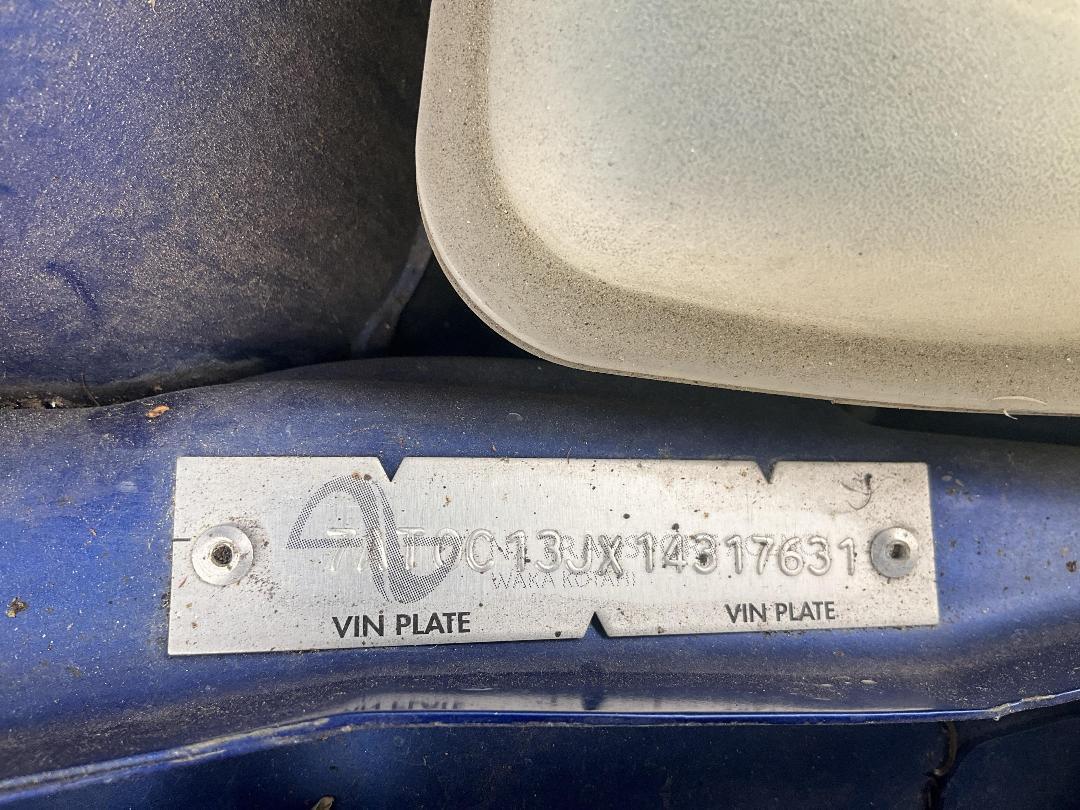 7AT0C13JX14317631
WAKA KOTAHI
VIN PLATE VIN PLATE